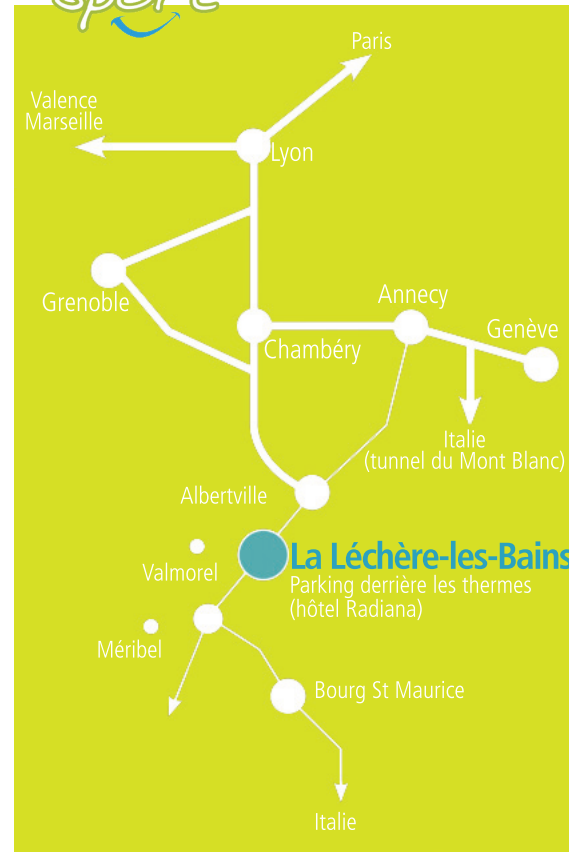 Paris
Valence
Marseille
Lyon
Grenoble
Annecy
Genève
Chambéry
Italie
(tunnel du Mont Blanc)
Albertville
La Léchère-les-Bains
Parking derrière les thermes
(hôtel Radiana)
Valmorel
Méribel
Bourg St Maurice
Italie